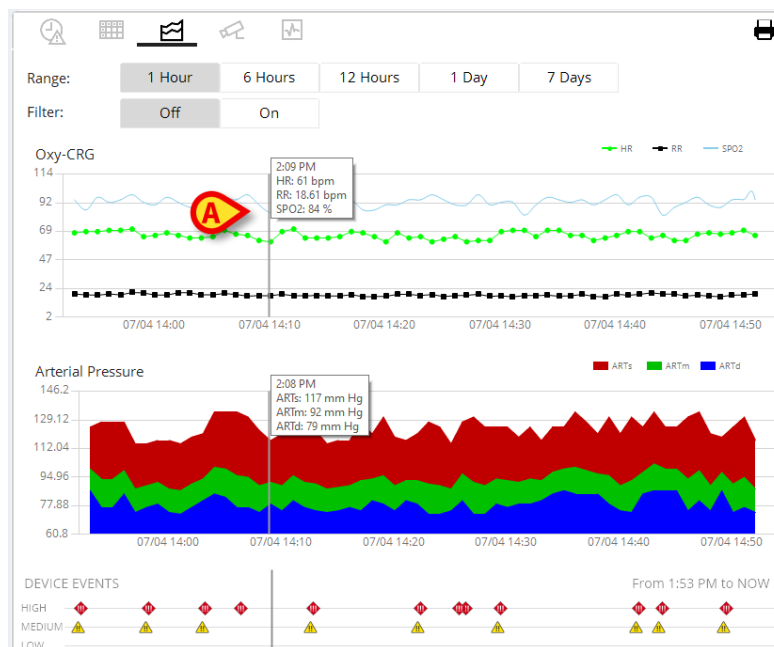 Range: 1 Hour 6 Hours 12 Hours 1 Day 7 Days
Filter: Off On
Oxy-CRG HR RR SPO2
114
92
69
47
24
2
A
2:09 PM
HR: 61 bpm
RR: 18.61 bpm
SPO2: 84 %
07/04 14:00 07/04 14:10 07/04 14:20 07/04 14:30 07/04 14:40 07/04 14:50
Arterial Pressure ARTs ARTm ARTd
146.2
129.12
112.04
94.96
77.88
60.8
2:08 PM
ARTs: 117 mm Hg
ARTm: 92 mm Hg
ARTd: 79 mm Hg
07/04 14:00 07/04 14:10 07/04 14:20 07/04 14:30 07/04 14:40 07/04 14:50
DEVICE EVENTS From 1:53 PM to NOW
HIGH
MEDIUM
LOW